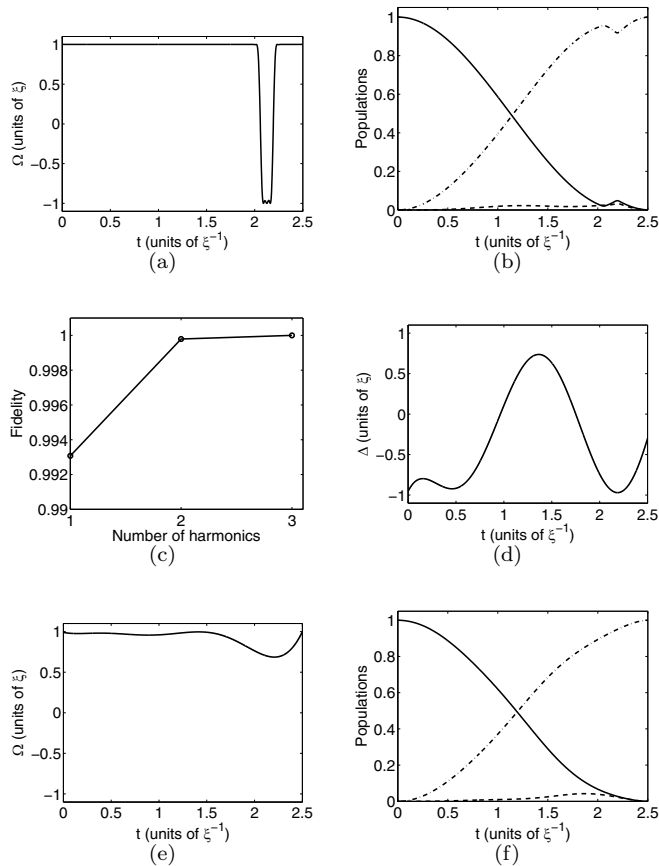 1
0.5
0
−0.5
−1
Ω (units of ξ)
0 0.5 1 1.5 2 2.5
t (units of ξ⁻¹)
(a)
1
0.8
0.6
0.4
0.2
0
Populations
0 0.5 1 1.5 2 2.5
t (units of ξ⁻¹)
(b)
1
0.998
0.996
0.994
0.992
0.99
Fidelity
1 2 3
Number of harmonics
(c)
1
0.5
0
−0.5
−1
Δ (units of ξ)
0 0.5 1 1.5 2 2.5
t (units of ξ⁻¹)
(d)
1
0.5
0
−0.5
−1
Ω (units of ξ)
0 0.5 1 1.5 2 2.5
t (units of ξ⁻¹)
(e)
1
0.8
0.6
0.4
0.2
0
Populations
0 0.5 1 1.5 2 2.5
t (units of ξ⁻¹)
(f)